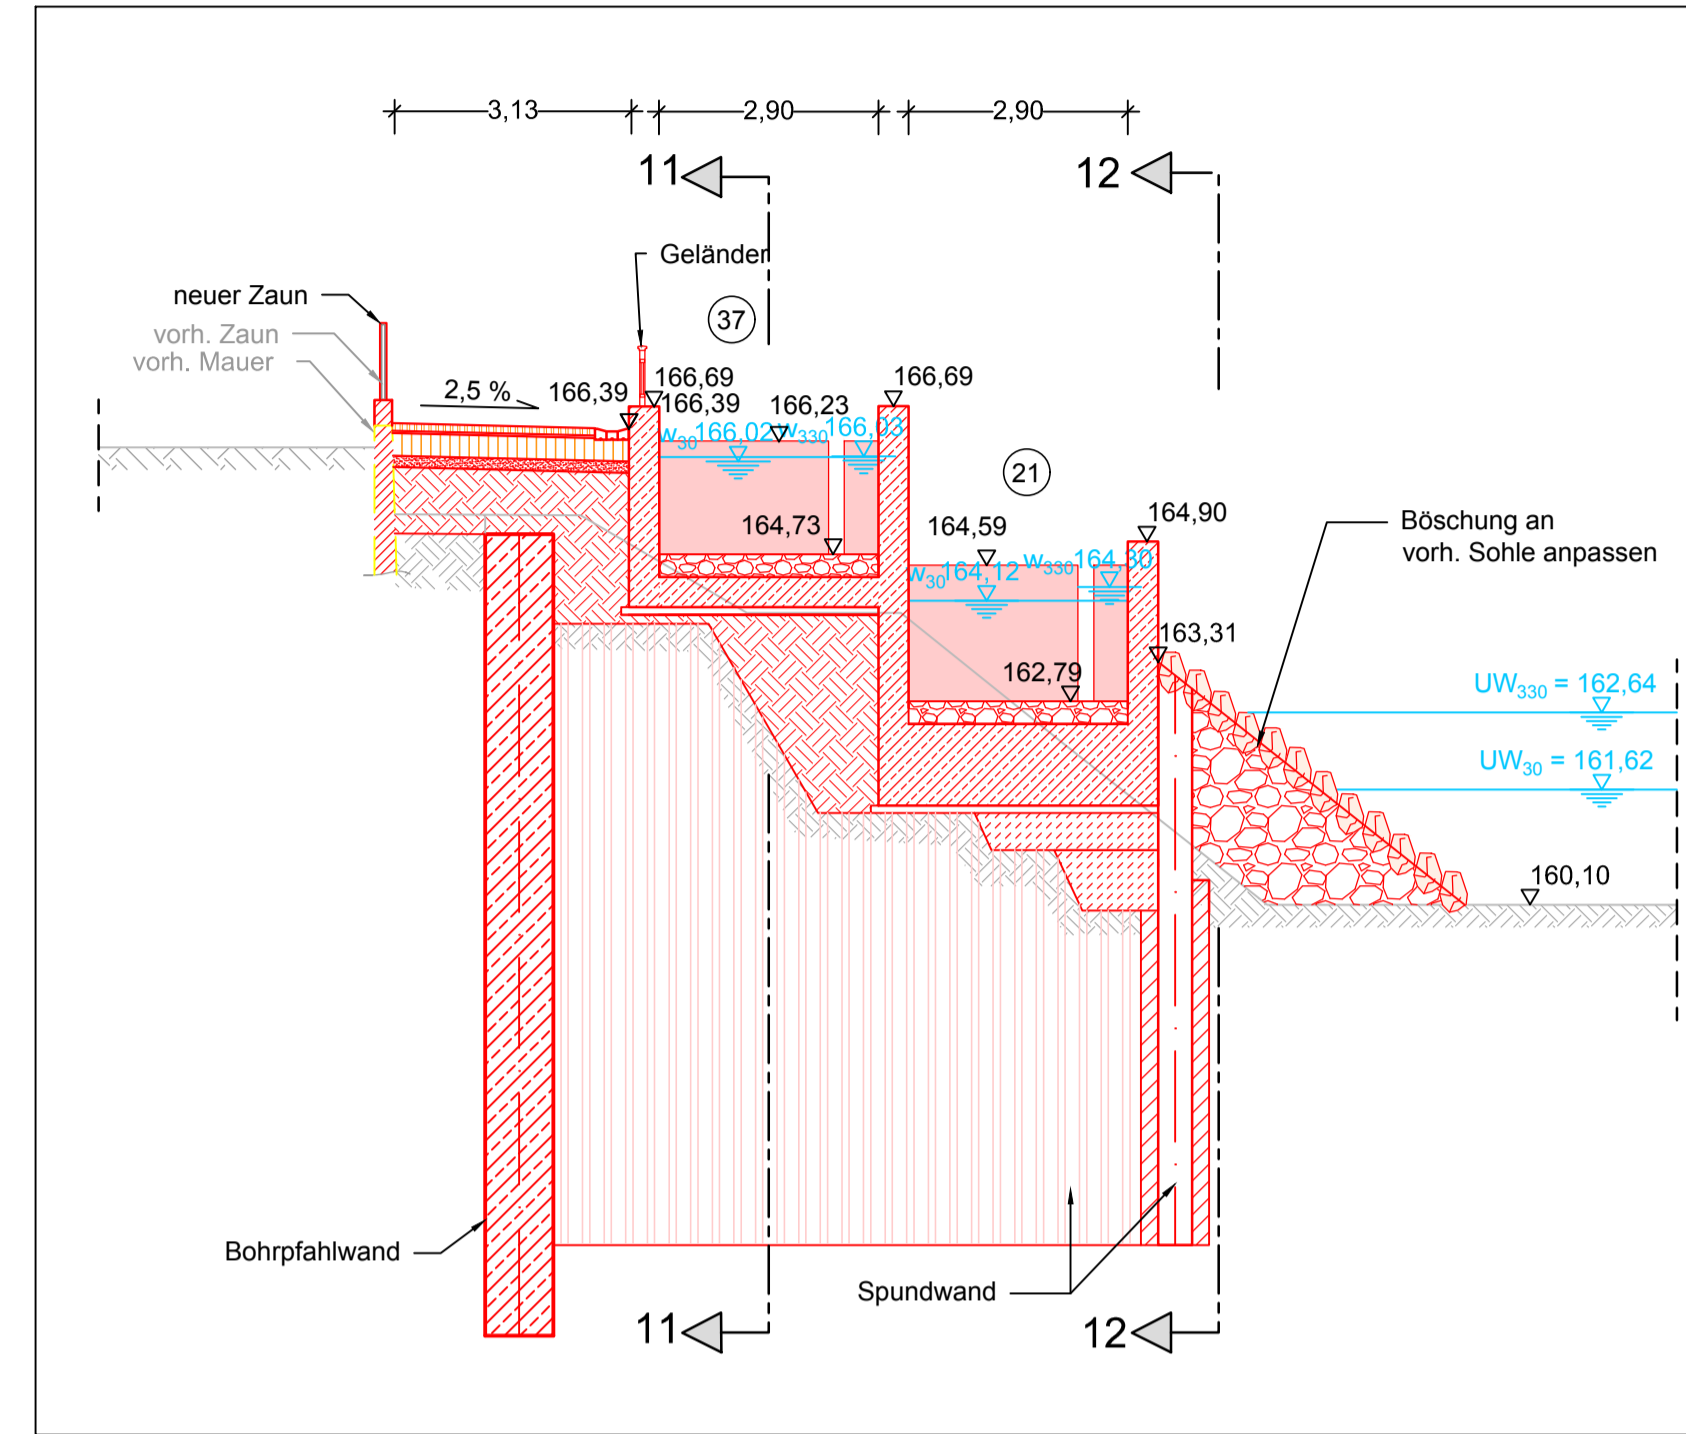 3,13
2,90
2,90
11
12
Geländer
neuer Zaun
37
vorh. Zaun
vorh. Mauer
2,5 %
166,39
166,69
166,39
166,23
166,69
w30 166,02
w330 166,03
21
164,73
164,59
164,90
Böschung an
vorh. Sohle anpassen
w30 164,12
w330 164,30
163,31
162,79
UW330 = 162,64
UW30 = 161,62
160,10
Bohrpfahlwand
Spundwand
11
12